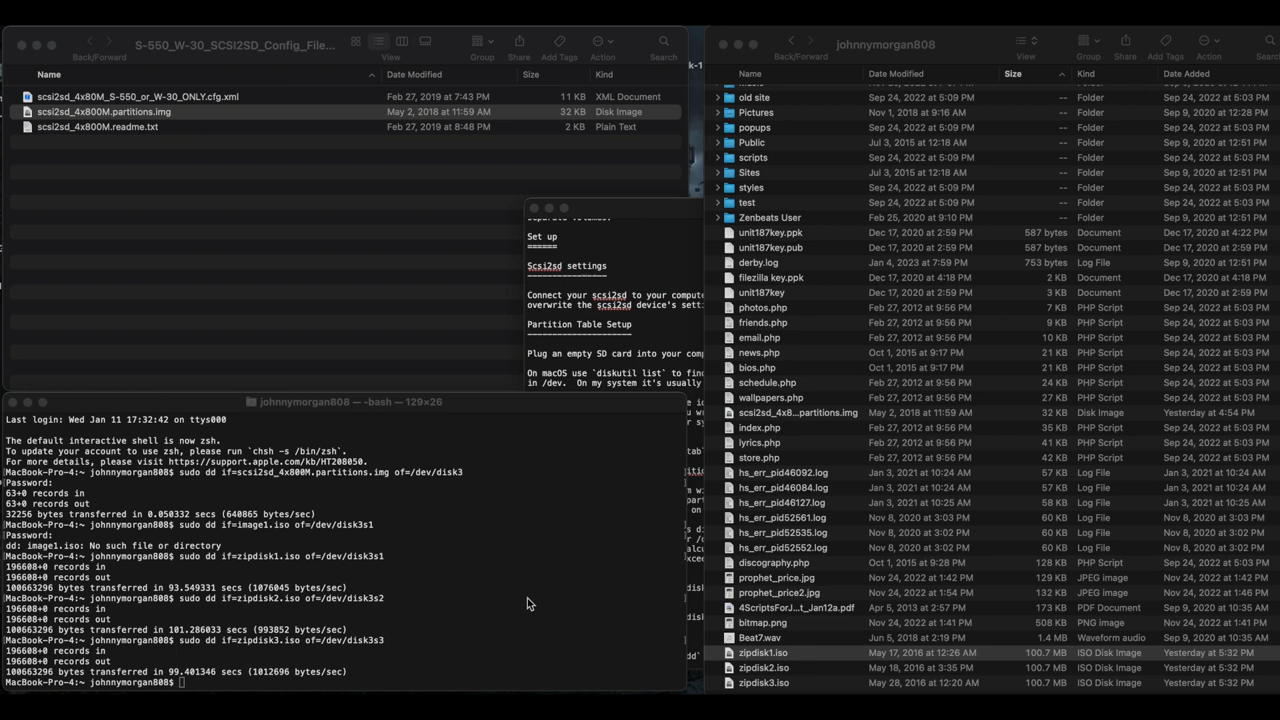 S-550_W-30_SCSI2SD_Config_File...
Back/Forward View Group Share Add Tags Action Search
Name Date Modified Size Kind
scsi2sd_4x80M_S-550_or_W-30_ONLY.cfg.xml Feb 27, 2019 at 7:43 PM 11 KB XML Document
scsi2sd_4x800M.partitions.img May 2, 2018 at 11:59 AM 32 KB Disk Image
scsi2sd_4x800M.readme.txt Feb 27, 2019 at 8:48 PM 2 KB Plain Text
k-1
Set up
======
Scsi2sd settings
================
Connect your scsi2sd to your compute
overwrite the scsi2sd device's sett
Partition Table Setup
Plug an empty SD card into your comp
On macOS use `diskutil list` to find
in /dev. On my system it's usually
johnnymorgan808 — -bash — 129×26
Last login: Wed Jan 11 17:32:42 on ttys000
The default interactive shell is now zsh.
To update your account to use zsh, please run `chsh -s /bin/zsh`.
For more details, please visit https://support.apple.com/kb/HT208050.
MacBook-Pro-4:~ johnnymorgan808$ sudo dd if=scsi2sd_4x800M.partitions.img of=/dev/disk3
Password:
63+0 records in
63+0 records out
32256 bytes transferred in 0.050332 secs (640865 bytes/sec)
MacBook-Pro-4:~ johnnymorgan808$ sudo dd if=image1.iso of=/dev/disk3s1
Password:
dd: image1.iso: No such file or directory
MacBook-Pro-4:~ johnnymorgan808$ sudo dd if=zipdisk1.iso of=/dev/disk3s1
196608+0 records in
196608+0 records out
100663296 bytes transferred in 93.549331 secs (1076045 bytes/sec)
MacBook-Pro-4:~ johnnymorgan808$ sudo dd if=zipdisk2.iso of=/dev/disk3s2
196608+0 records in
196608+0 records out
100663296 bytes transferred in 101.286033 secs (993852 bytes/sec)
MacBook-Pro-4:~ johnnymorgan808$ sudo dd if=zipdisk3.iso of=/dev/disk3s3
196608+0 records in
196608+0 records out
100663296 bytes transferred in 99.401346 secs (1012696 bytes/sec)
MacBook-Pro-4:~ johnnymorgan808$
johnnymorgan808
Back/Forward View Group Share Add Tags Action Search
Name Date Modified Size Kind Date Added
old site Sep 24, 2022 at 5:09 PM -- Folder Sep 24, 2022 at 5:03 PM
Pictures Nov 1, 2018 at 9:16 AM -- Folder Sep 9, 2020 at 12:28 PM
popups Sep 24, 2022 at 5:09 PM -- Folder Sep 24, 2022 at 5:03 PM
Public Jul 3, 2015 at 12:18 AM -- Folder Sep 9, 2020 at 12:51 PM
scripts Sep 24, 2022 at 5:09 PM -- Folder Sep 24, 2022 at 5:03 PM
Sites Jul 3, 2015 at 12:18 AM -- Folder Sep 9, 2020 at 12:51 PM
styles Sep 24, 2022 at 5:09 PM -- Folder Sep 24, 2022 at 5:03 PM
test Sep 24, 2022 at 5:09 PM -- Folder Sep 24, 2022 at 5:03 PM
Zenbeats User Feb 25, 2020 at 9:10 PM -- Folder Sep 9, 2020 at 12:51 PM
unit187key.ppk Dec 17, 2020 at 2:59 PM 587 bytes Document Dec 17, 2020 at 4:22 PM
unit187key.pub Dec 17, 2020 at 2:59 PM 587 bytes Document Dec 17, 2020 at 4:22 PM
derby.log Jan 4, 2023 at 7:59 PM 753 bytes Log File Sep 9, 2020 at 12:51 PM
filezilla key.ppk Dec 17, 2020 at 4:18 PM 2 KB Document Dec 17, 2020 at 4:18 PM
unit187key Dec 17, 2020 at 2:59 PM 3 KB Document Dec 17, 2020 at 4:22 PM
photos.php Feb 27, 2012 at 9:56 PM 7 KB PHP Script Sep 24, 2022 at 5:03 PM
friends.php Feb 27, 2012 at 9:56 PM 9 KB PHP Script Sep 24, 2022 at 5:03 PM
email.php Feb 27, 2012 at 9:56 PM 10 KB PHP Script Sep 24, 2022 at 5:03 PM
news.php Oct 1, 2015 at 9:17 PM 21 KB PHP Script Sep 24, 2022 at 5:03 PM
bios.php Oct 1, 2015 at 9:17 PM 21 KB PHP Script Sep 24, 2022 at 5:03 PM
schedule.php Feb 27, 2012 at 9:56 PM 24 KB PHP Script Sep 24, 2022 at 5:03 PM
wallpapers.php Feb 27, 2012 at 9:56 PM 27 KB PHP Script Sep 24, 2022 at 5:03 PM
scsi2sd_4x8...partitions.img May 2, 2018 at 11:59 AM 32 KB Disk Image Yesterday at 4:54 PM
index.php Feb 27, 2012 at 9:56 PM 36 KB PHP Script Sep 24, 2022 at 5:03 PM
lyrics.php Feb 27, 2012 at 9:56 PM 41 KB PHP Script Sep 24, 2022 at 5:03 PM
store.php Feb 27, 2012 at 9:56 PM 42 KB PHP Script Sep 24, 2022 at 5:03 PM
hs_err_pid46092.log Jan 3, 2021 at 10:24 AM 57 KB Log File Jan 3, 2021 at 10:24 AM
hs_err_pid46084.log Jan 3, 2021 at 10:24 AM 57 KB Log File Jan 3, 2021 at 10:24 AM
hs_err_pid46127.log Jan 3, 2021 at 10:25 AM 58 KB Log File Jan 3, 2021 at 10:25 AM
hs_err_pid52561.log Nov 8, 2020 at 3:03 PM 60 KB Log File Nov 8, 2020 at 3:03 PM
hs_err_pid52535.log Nov 8, 2020 at 3:02 PM 60 KB Log File Nov 8, 2020 at 3:02 PM
hs_err_pid52552.log Nov 8, 2020 at 3:02 PM 60 KB Log File Nov 8, 2020 at 3:02 PM
discography.php Oct 1, 2015 at 9:28 PM 118 KB PHP Script Sep 24, 2022 at 5:03 PM
prophet_price.jpg Nov 24, 2022 at 1:42 PM 129 KB JPEG image Nov 24, 2022 at 1:42 PM
prophet_price2.jpg Nov 24, 2022 at 1:54 PM 132 KB JPEG image Nov 24, 2022 at 1:46 PM
4ScriptsForJ...t_Jan12a.pdf Apr 5, 2013 at 2:57 PM 173 KB PDF Document Sep 9, 2020 at 10:35 AM
bitmap.png Nov 24, 2022 at 1:41 PM 508 KB PNG image Nov 24, 2022 at 1:41 PM
Beat7.wav Jun 5, 2018 at 2:19 PM 1.4 MB Waveform audio Sep 9, 2020 at 10:35 AM
zipdisk1.iso May 17, 2016 at 12:26 AM 100.7 MB ISO Disk Image Yesterday at 5:32 PM
zipdisk2.iso May 18, 2016 at 3:35 PM 100.7 MB ISO Disk Image Yesterday at 5:32 PM
zipdisk3.iso May 28, 2016 at 12:20 AM 100.7 MB ISO Disk Image Yesterday at 5:32 PM